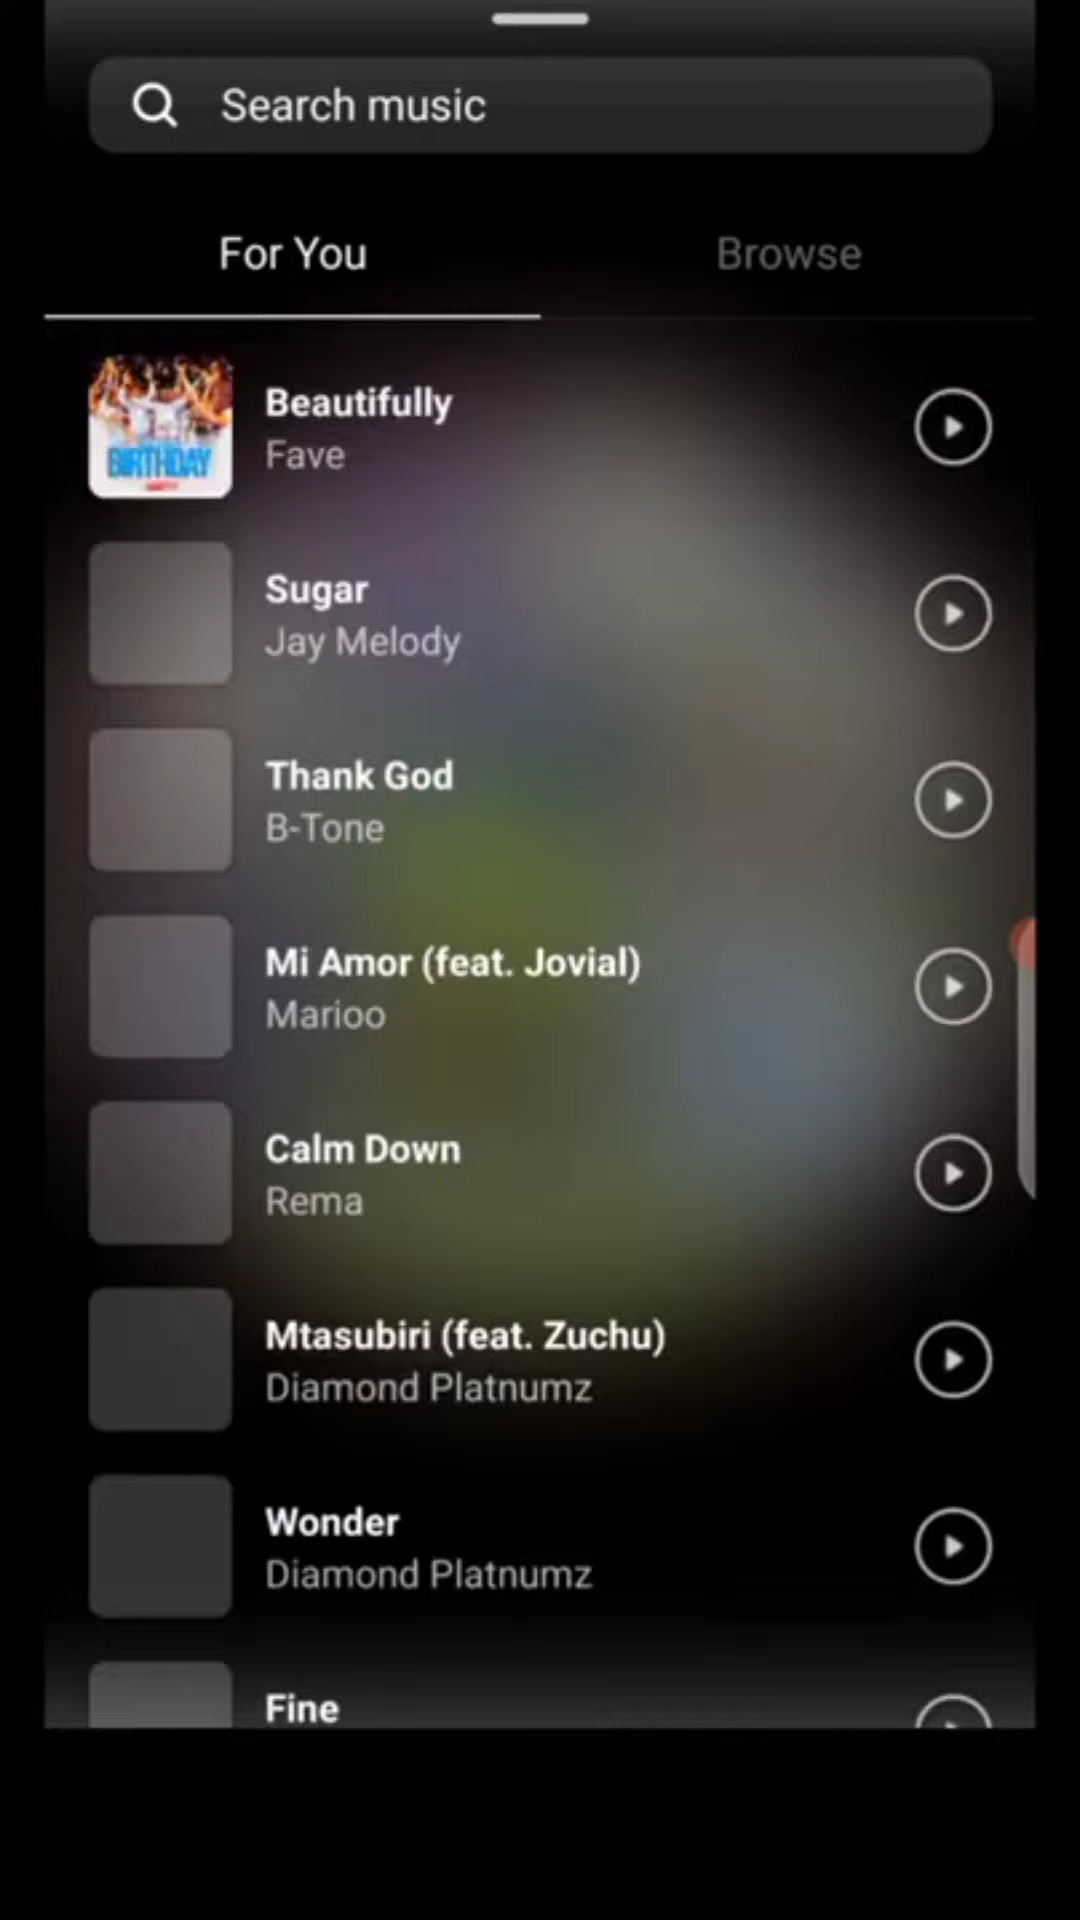 Search music
For You
Browse
BIRTHDAY
Beautifully
Fave
Sugar
Jay Melody
Thank God
B-Tone
Mi Amor (feat. Jovial)
Marioo
Calm Down
Rema
Mtasubiri (feat. Zuchu)
Diamond Platnumz
Wonder
Diamond Platnumz
Fine